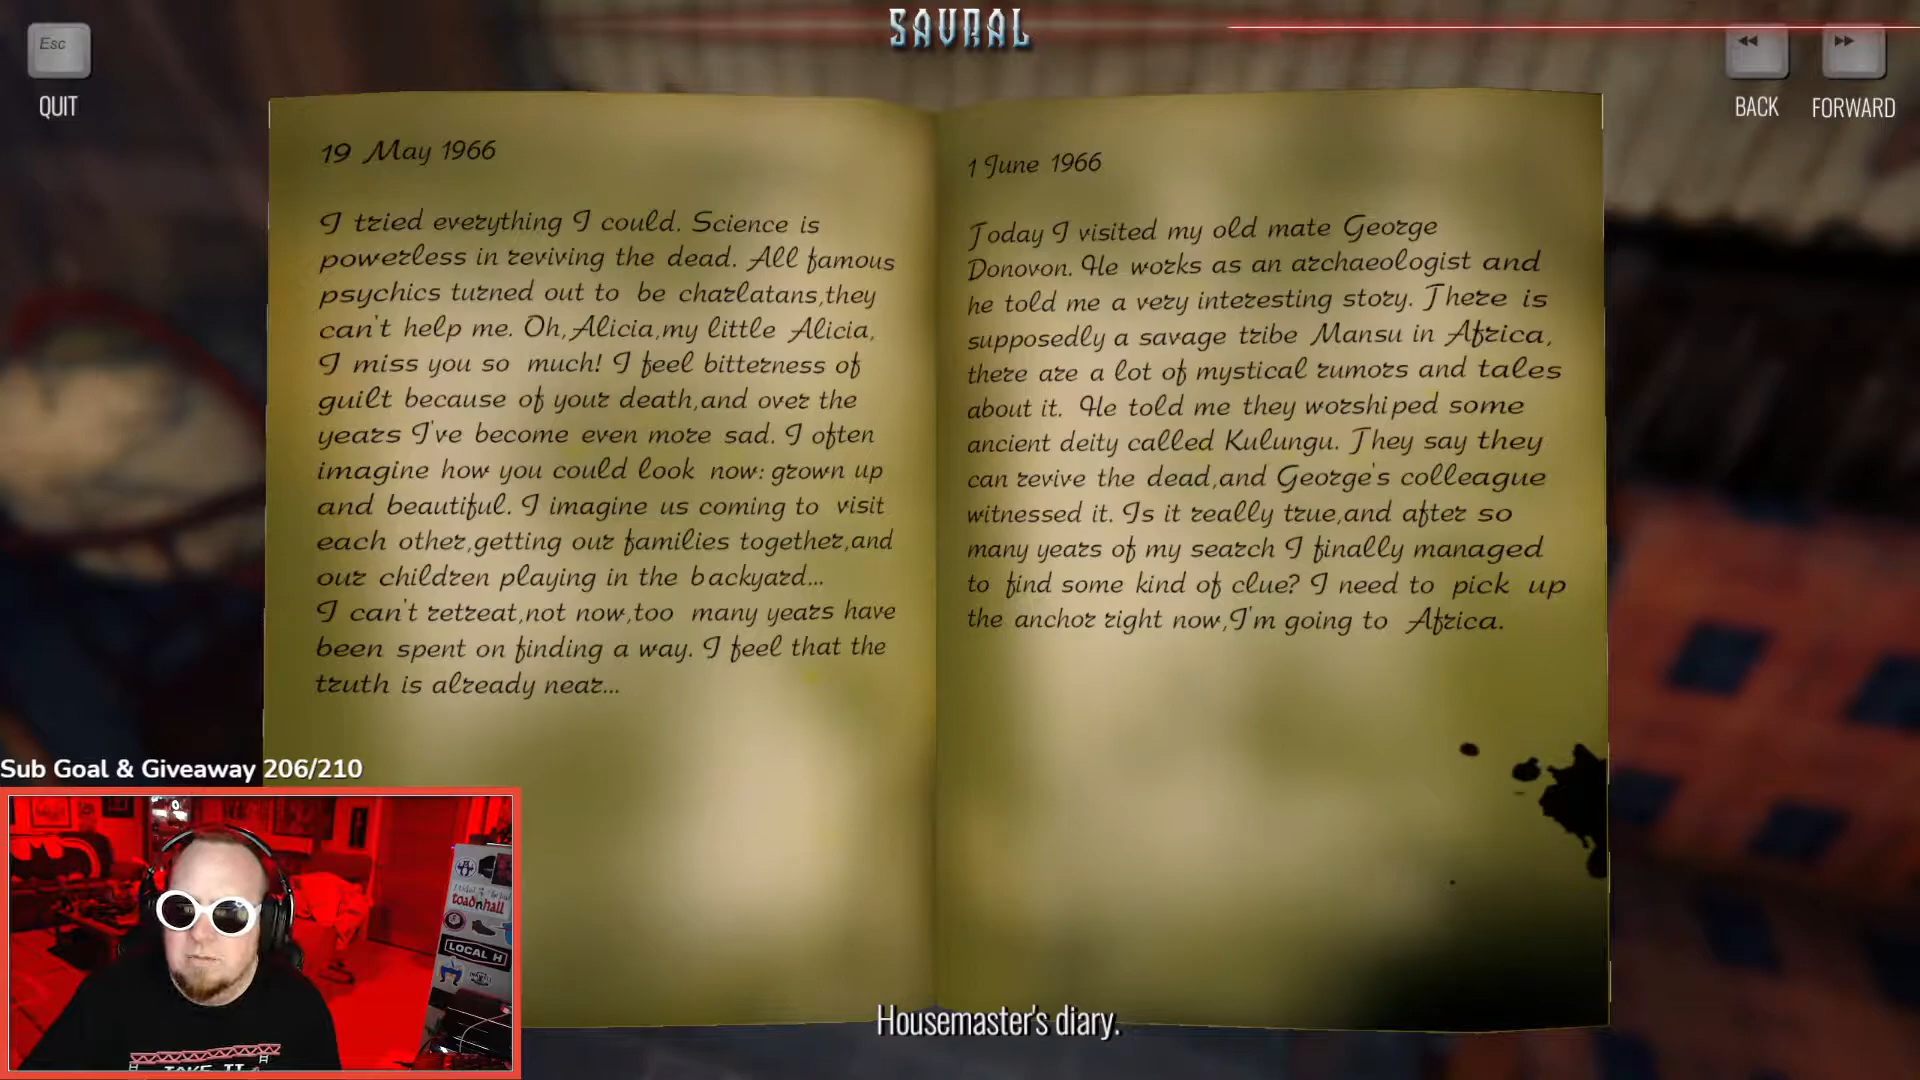 Esc
QUIT
SAVRAL
BACK
FORWARD
19 May 1966
I tried everything I could. Science is
powerless in reviving the dead. All famous
psychics turned out to be charlatans,they
can't help me. Oh,Alicia,my little Alicia,
I miss you so much! I feel bitterness of
guilt because of your death,and over the
years I've become even more sad. I often
imagine how you could look now: grown up
and beautiful. I imagine us coming to visit
each other,getting our families together,and
our children playing in the backyard...
I can't retreat,not now,too many years have
been spent on finding a way. I feel that the
truth is already near...
1 June 1966
Today I visited my old mate George
Donovon. He works as an archaeologist and
he told me a very interesting story. There is
supposedly a savage tribe Mansu in Africa,
there are a lot of mystical rumors and tales
about it. He told me they worshiped some
ancient deity called Kulungu. They say they
can revive the dead,and George's colleague
witnessed it. Is it really true,and after so
many years of my search I finally managed
to find some kind of clue? I need to pick up
the anchor right now,I'm going to Africa.
Sub Goal & Giveaway 206/210
toadnhall
LOCAL H
TAKE IT
Housemaster's diary.